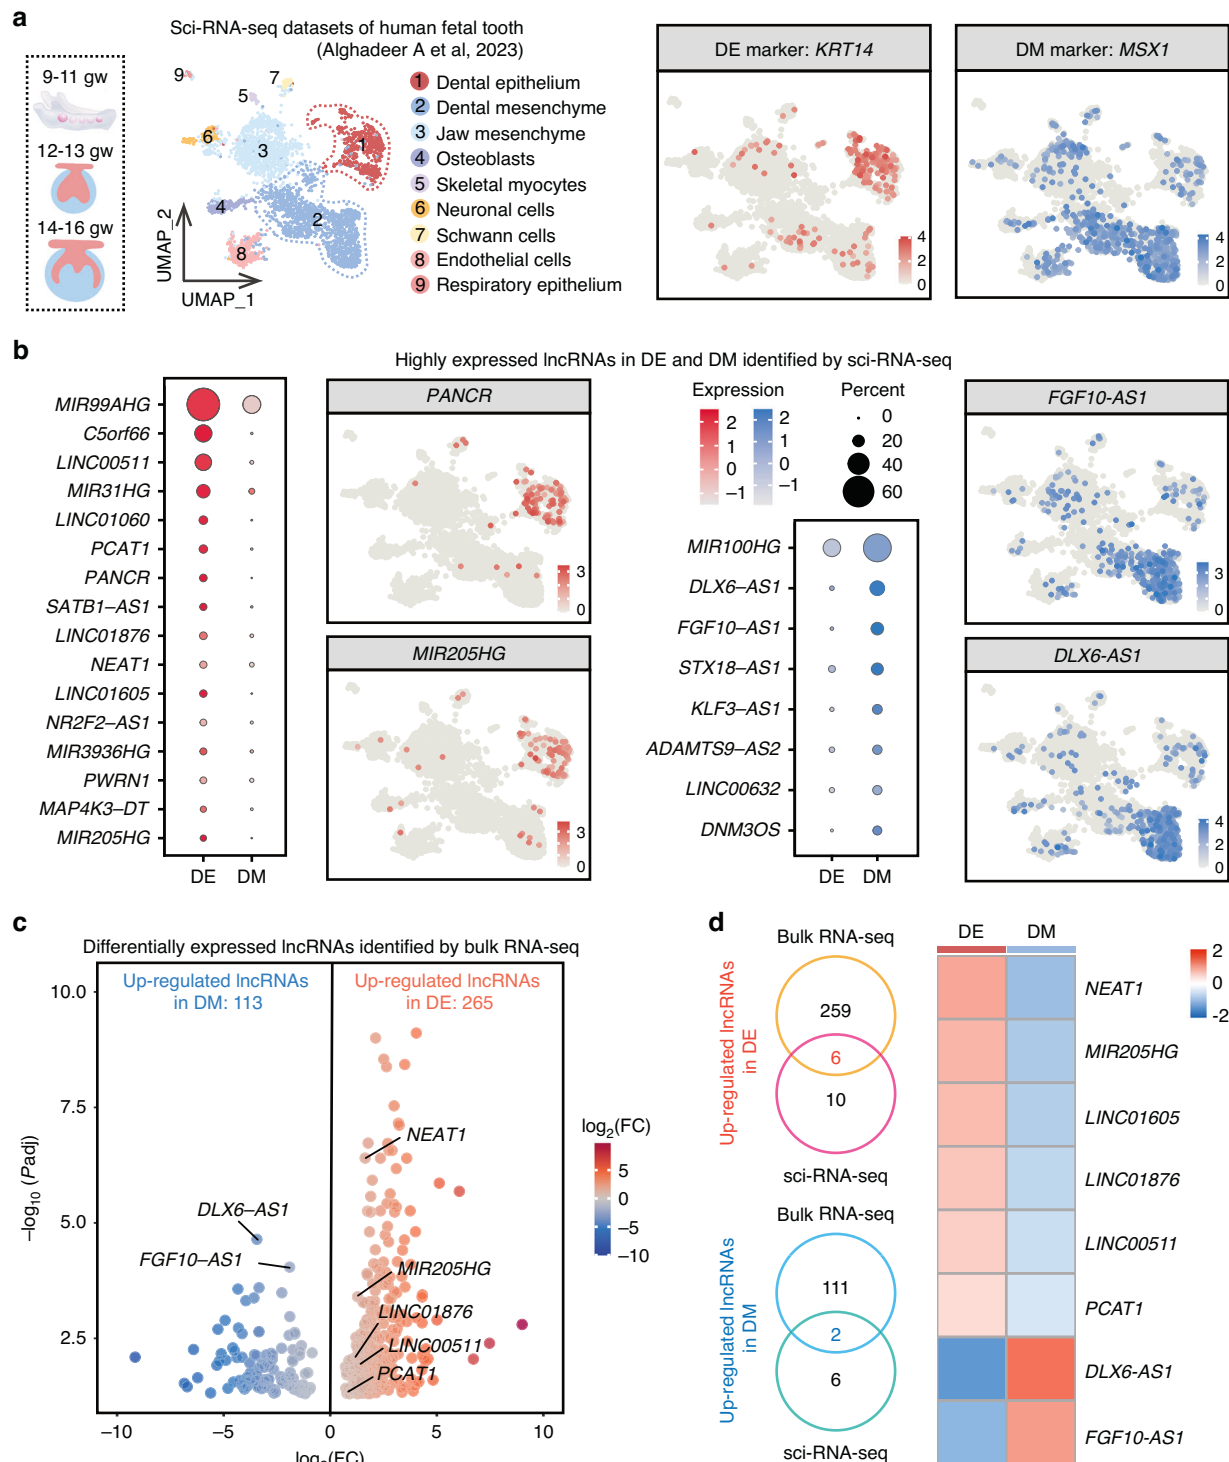 a
Sci-RNA-seq datasets of human fetal tooth
(Alghadeer A et al, 2023)
9-11 gw
12-13 gw
14-16 gw
9
7
5
6
3
1
4
2
8
UMAP_2
UMAP_1
1 Dental epithelium
2 Dental mesenchyme
3 Jaw mesenchyme
4 Osteoblasts
5 Skeletal myocytes
6 Neuronal cells
7 Schwann cells
8 Endothelial cells
9 Respiratory epithelium
DE marker: KRT14
4
2
0
DM marker: MSX1
4
2
0
b
Highly expressed lncRNAs in DE and DM identified by sci-RNA-seq
MIR99AHG
C5orf66
LINC00511
MIR31HG
LINC01060
PCAT1
PANCR
SATB1–AS1
LINC01876
NEAT1
LINC01605
NR2F2–AS1
MIR3936HG
PWRN1
MAP4K3–DT
MIR205HG
DE DM
PANCR
3
0
MIR205HG
3
0
Expression
2
1
0
–1
2
1
0
–1
Percent
0
20
40
60
MIR100HG
DLX6–AS1
FGF10–AS1
STX18–AS1
KLF3–AS1
ADAMTS9–AS2
LINC00632
DNM3OS
DE DM
FGF10-AS1
3
2
1
0
DLX6-AS1
4
2
0
c
Differentially expressed lncRNAs identified by bulk RNA-seq
Up-regulated lncRNAs
in DM: 113
Up-regulated lncRNAs
in DE: 265
10.0
7.5
5.0
2.5
–log10 (Padj)
NEAT1
DLX6–AS1
FGF10–AS1
MIR205HG
LINC01876
LINC00511
PCAT1
–10 –5 0 5 10
log2(FC)
log2(FC)
5
0
–5
–10
d
Bulk RNA-seq
Up-regulated lncRNAs
in DE
259
6
10
sci-RNA-seq
Bulk RNA-seq
Up-regulated lncRNAs
in DM
111
2
6
sci-RNA-seq
DE DM
NEAT1
MIR205HG
LINC01605
LINC01876
LINC00511
PCAT1
DLX6-AS1
FGF10-AS1
2
0
-2